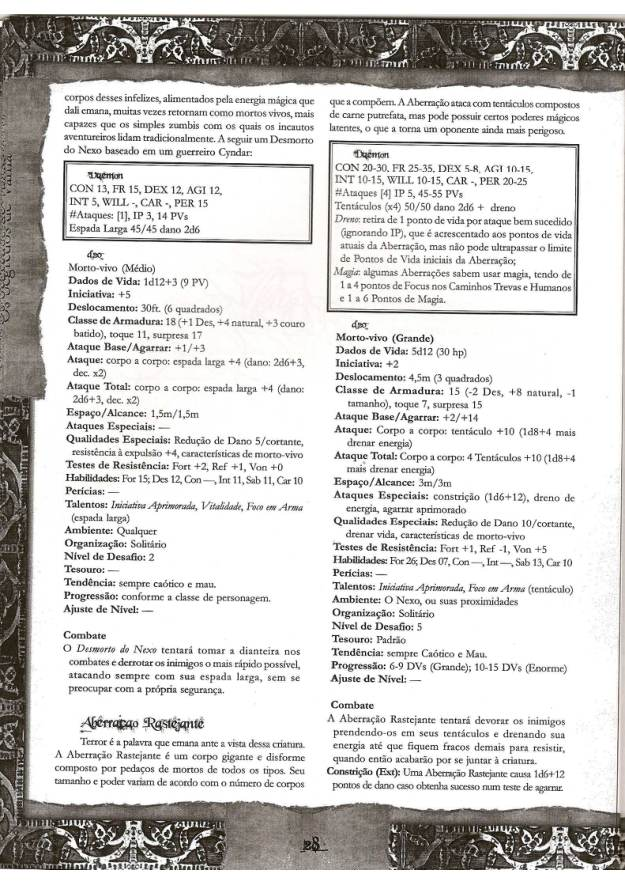 corpos desses infelizes, alimentados pela energia mágica que
dali emana, muitas vezes retornam como mortos vivos, mais
capazes que os simples zumbis com os quais os incautos
aventureiros lidam tradicionalmente. A seguir um Desmorto
do Nexo baseado em um guerreiro Cyndar:
Daemon
CON 13, FR 15, DEX 12, AGI 12,
INT 5, WILL -, CAR -, PER 15
#Ataques: [1], IP 3, 14 PVs
Espada Larga 45/45 dano 2d6
d20
Morto-vivo (Médio)
Dados de Vida: 1d12+3 (9 PV)
Iniciativa: +5
Deslocamento: 30ft. (6 quadrados)
Classe de Armadura: 18 (+1 Des, +4 natural, +3 couro
batido), toque 11, surpresa 17
Ataque Base/Agarrar: +1/+3
Ataque: corpo a corpo: espada larga +4 (dano: 2d6+3,
dec. x2)
Ataque Total: corpo a corpo: espada larga +4 (dano:
2d6+3, dec. x2)
Espaço/Alcance: 1,5m/1,5m
Ataques Especiais: —
Qualidades Especiais: Redução de Dano 5/cortante,
resistência à expulsão +4, características de morto-vivo
Testes de Resistência: Fort +2, Ref +1, Von +0
Habilidades: For 15; Des 12, Con —, Int 11, Sab 11, Car 10
Perícias: —
Talentos: Iniciativa Aprimorada, Vitalidade, Foco em Arma
(espada larga)
Ambiente: Qualquer
Organização: Solitário
Nível de Desafio: 2
Tesouro: —
Tendência: sempre caótico e mau.
Progressão: conforme a classe de personagem.
Ajuste de Nível: —
Combate
O Desmorto do Nexo tentará tomar a dianteira nos
combates e derrotar os inimigos o mais rápido possível,
atacando sempre com sua espada larga, sem se
preocupar com a própria segurança.
Aberração Rastejante
Terror é a palavra que emana ante a vista dessa criatura.
A Aberração Rastejante é um corpo gigante e disforme
composto por pedaços de mortos de todos os tipos. Seu
tamanho e poder variam de acordo com o número de corpos
que a compõem. A Aberração ataca com tentáculos compostos
de carne putrefata, mas pode possuir certos poderes mágicos
latentes, o que a torna um oponente ainda mais perigoso.
Daemon
CON 20-30, FR 25-35, DEX 5-8, AGI 10-15,
INT 10-15, WILL 10-15, CAR -, PER 20-25
#Ataques [4] IP 5, 45-55 PVs
Tentáculos (x4) 50/50 dano 2d6 + dreno
Dreno: retira de 1 ponto de vida por ataque bem sucedido
(ignorando IP), que é acrescentado aos pontos de vida
atuais da Aberração, mas não pode ultrapassar o limite
de Pontos de Vida iniciais da Aberração;
Magia: algumas Aberrações sabem usar magia, tendo de
1 a 4 pontos de Focus nos Caminhos Trevas e Humanos
e 1 a 6 Pontos de Magia.
d20
Morto-vivo (Grande)
Dados de Vida: 5d12 (30 hp)
Iniciativa: +2
Deslocamento: 4,5m (3 quadrados)
Classe de Armadura: 15 (-2 Des, +8 natural, -1
tamanho), toque 7, surpresa 15
Ataque Base/Agarrar: +2/+14
Ataque: Corpo a corpo: tentáculo +10 (1d8+4 mais
drenar energia)
Ataque Total: Corpo a corpo: 4 Tentáculos +10 (1d8+4
mais drenar energia)
Espaço/Alcance: 3m/3m
Ataques Especiais: constrição (1d6+12), dreno de
energia, agarrar aprimorado
Qualidades Especiais: Redução de Dano 10/cortante,
drenar vida, características de morto-vivo
Testes de Resistência: Fort +1, Ref -1, Von +5
Habilidades: For 26; Des 07, Con —, Int —, Sab 13, Car 10
Perícias: —
Talentos: Iniciativa Aprimorada, Foco em Arma (tentáculo)
Ambiente: O Nexo, ou suas proximidades
Organização: Solitário
Nível de Desafio: 5
Tesouro: Padrão
Tendência: sempre Caótico e Mau.
Progressão: 6-9 DVs (Grande); 10-15 DVs (Enorme)
Ajuste de Nível: —
Combate
A Aberração Rastejante tentará devorar os inimigos
prendendo-os em seus tentáculos e drenando sua
energia até que fiquem fracos demais para resistir,
quando então acabarão por se juntar à criatura.
Constrição (Ext): Uma Aberração Rastejante causa 1d6+12
pontos de dano caso obtenha sucesso num teste de agarrar.
28